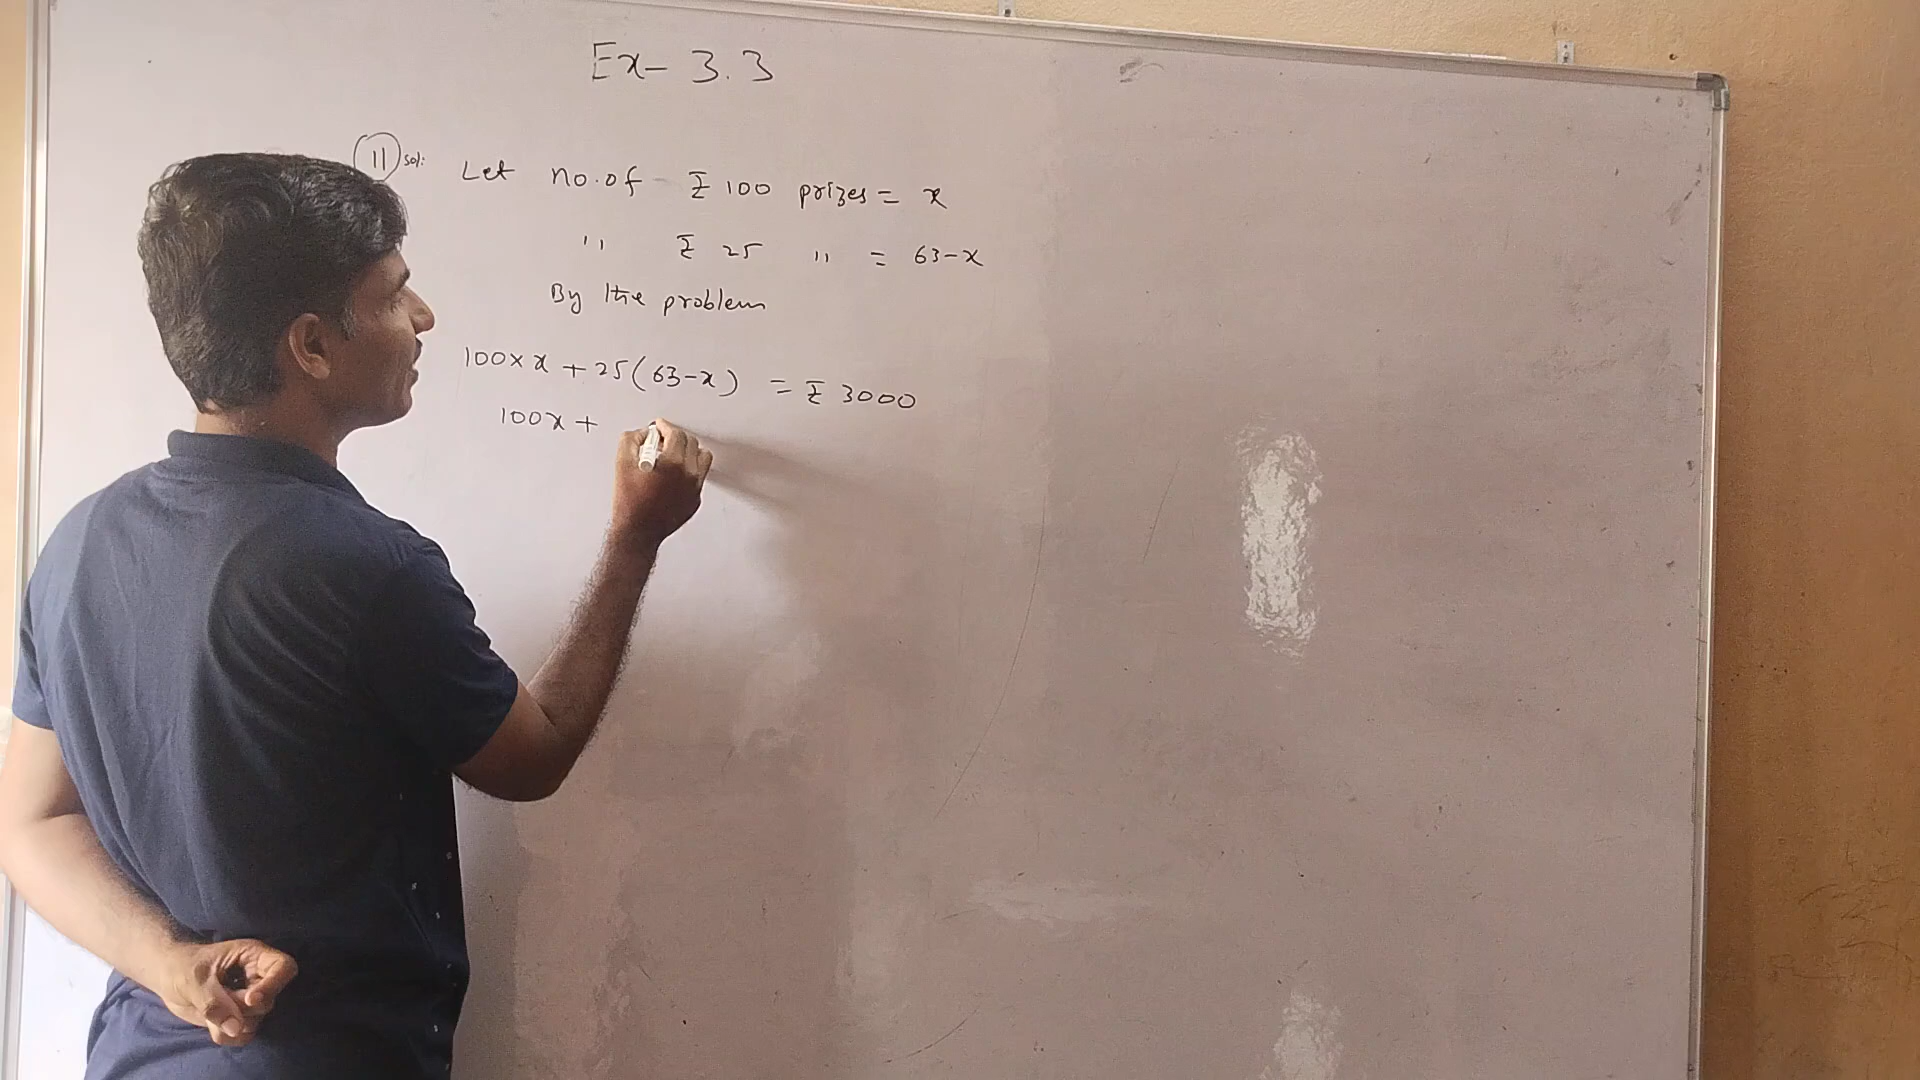 Ex- 3.3
11 sol: Let no.of ₹ 100 prizes = x
" ₹ 25 " = 63-x
By the problem
100×x + 25(63-x) = ₹ 3000
100x +